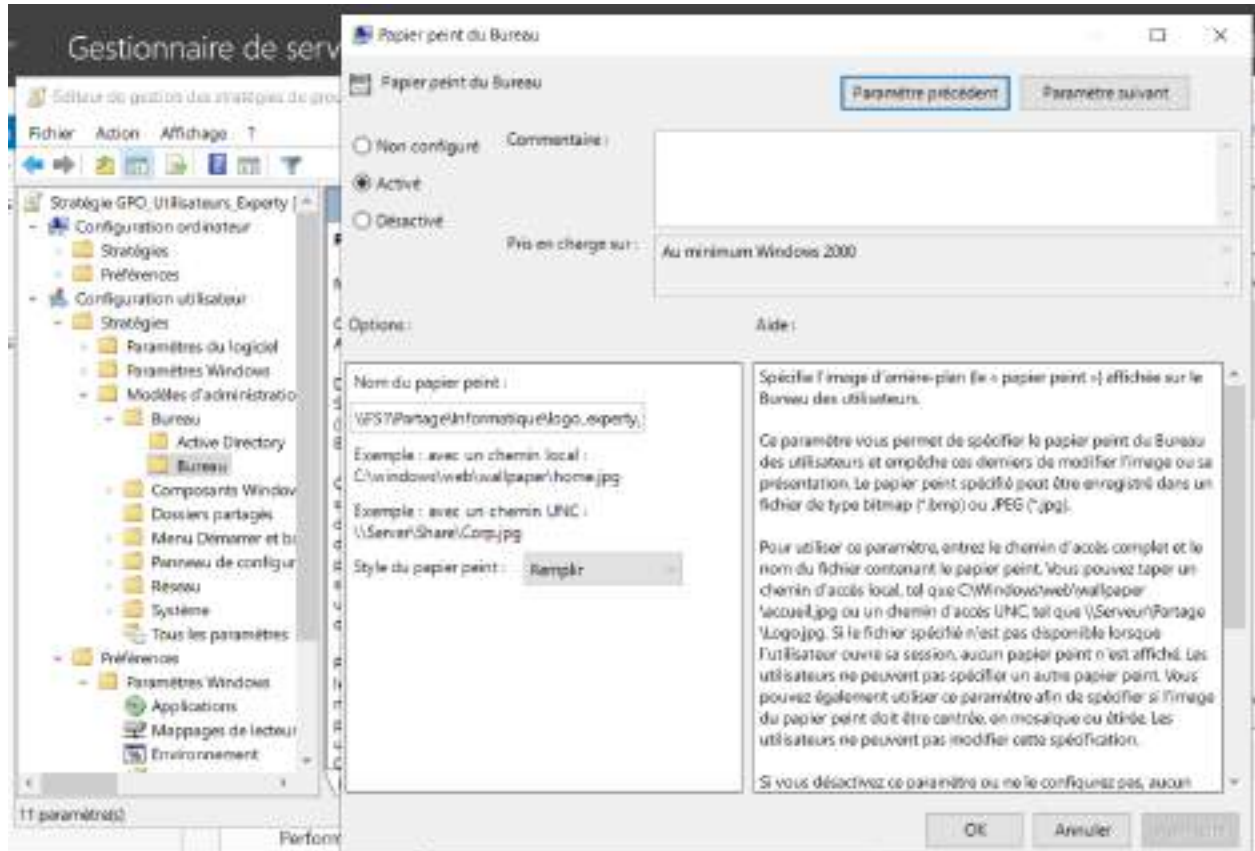 Gestionnaire de serv
Papier peint du Bureau
Papier peint du Bureau
Paramètre précédent
Paramètre suivant
Editeur de gestion des stratégies de grou
Fichier Action Affichage ?
Non configuré
Activé
Désactivé
Commentaire :
Pris en charge sur :
Au minimum Windows 2000
Stratégie GPO_Utilisateurs_Experty [
Configuration ordinateur
Stratégies
Préférences
Configuration utilisateur
Stratégies
Paramètres du logiciel
Paramètres Windows
Modèles d'administratio
Bureau
Active Directory
Bureau
Composants Window
Dossiers partagés
Menu Démarrer et ba
Panneau de configur
Réseau
Système
Tous les paramètres
Préférences
Paramètres Windows
Applications
Mappages de lecteur
Environnement
11 paramètre(s)
Perform
Options :
Nom du papier peint :
\\FS1\Partage\Informatique\logo_experty.
Exemple : avec un chemin local :
C:\windows\web\wallpaper\home.jpg
Exemple : avec un chemin UNC :
\\Server\Share\Corp.jpg
Style du papier peint :
Remplir
Aide :
Spécifie l'image d'arrière-plan (le « papier peint ») affichée sur le
Bureau des utilisateurs.
Ce paramètre vous permet de spécifier le papier peint du Bureau
des utilisateurs et empêche ces derniers de modifier l'image ou sa
présentation. Le papier peint spécifié peut être enregistré dans un
fichier de type bitmap (*.bmp) ou JPEG (*.jpg).
Pour utiliser ce paramètre, entrez le chemin d'accès complet et le
nom du fichier contenant le papier peint. Vous pouvez taper un
chemin d'accès local, tel que C:\Windows\web\wallpaper
\accueil.jpg ou un chemin d'accès UNC, tel que \\Serveur\Partage
\Logo.jpg. Si le fichier spécifié n'est pas disponible lorsque
l'utilisateur ouvre sa session, aucun papier peint n'est affiché. Les
utilisateurs ne peuvent pas spécifier un autre papier peint. Vous
pouvez également utiliser ce paramètre afin de spécifier si l'image
du papier peint doit être centrée, en mosaïque ou étirée. Les
utilisateurs ne peuvent pas modifier cette spécification.
Si vous désactivez ce paramètre ou ne le configurez pas, aucun
OK
Annuler